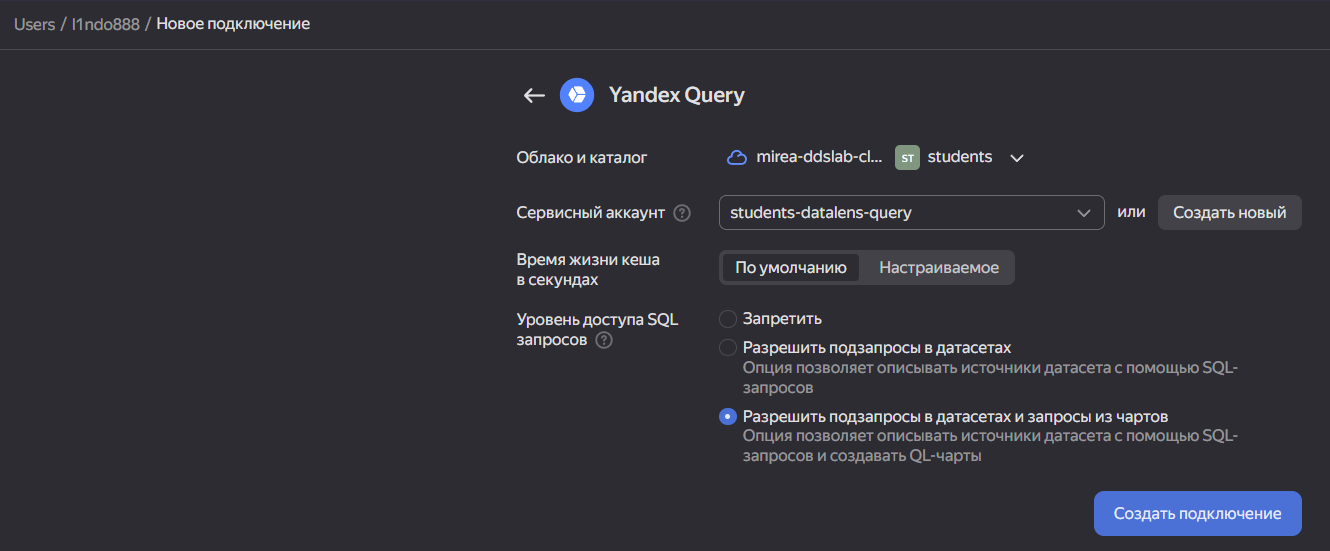 Users / l1ndo888 / Новое подключение
Yandex Query
Облако и каталог
mirea-ddslab-cl... ST students
Сервисный аккаунт ? students-datalens-query или Создать новый
Время жизни кеша
в секундах
По умолчанию Настраиваемое
Уровень доступа SQL
запросов ?
Запретить
Разрешить подзапросы в датасетах
Опция позволяет описывать источники датасета с помощью SQL-
запросов
Разрешить подзапросы в датасетах и запросы из чартов
Опция позволяет описывать источники датасета с помощью SQL-
запросов и создавать QL-чарты
Создать подключение